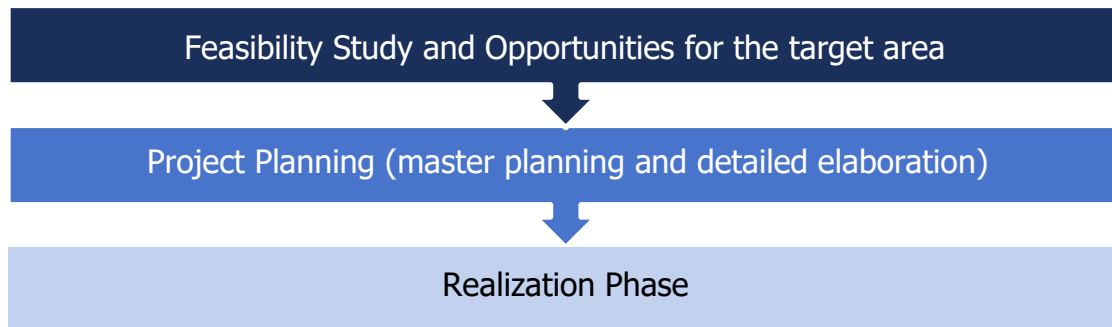 Feasibility Study and Opportunities for the target area
Project Planning (master planning and detailed elaboration)
Realization Phase